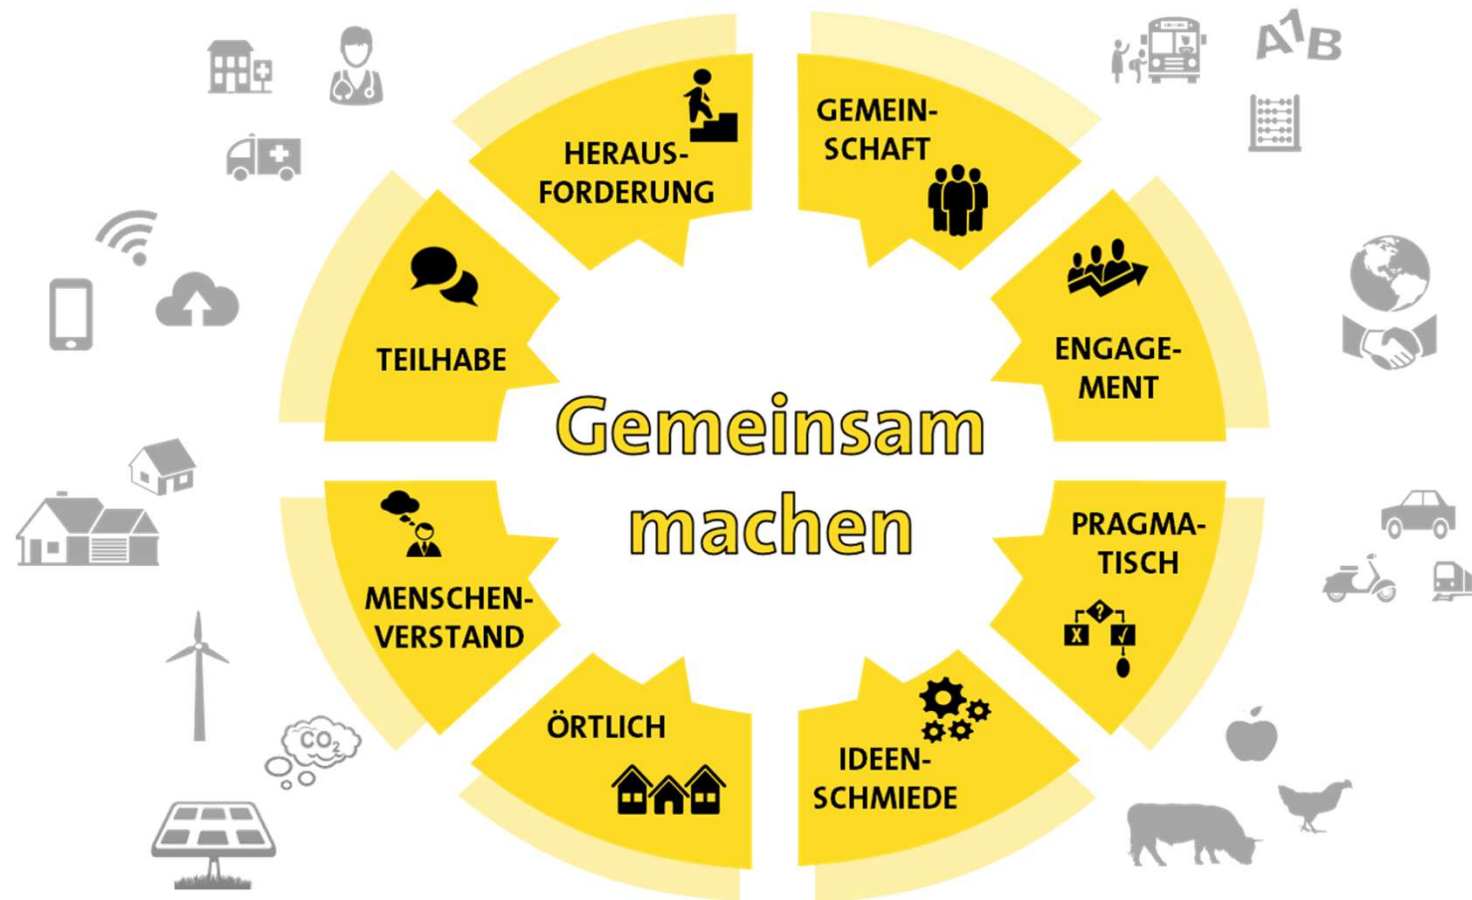 HERAUS-
FORDERUNG
GEMEIN-
SCHAFT
A1B
TEILHABE
ENGAGE-
MENT
Gemeinsam
machen
MENSCHEN-
VERSTAND
PRAGMA-
TISCH
?
X
ÖRTLICH
IDEEN-
SCHMIEDE
CO₂